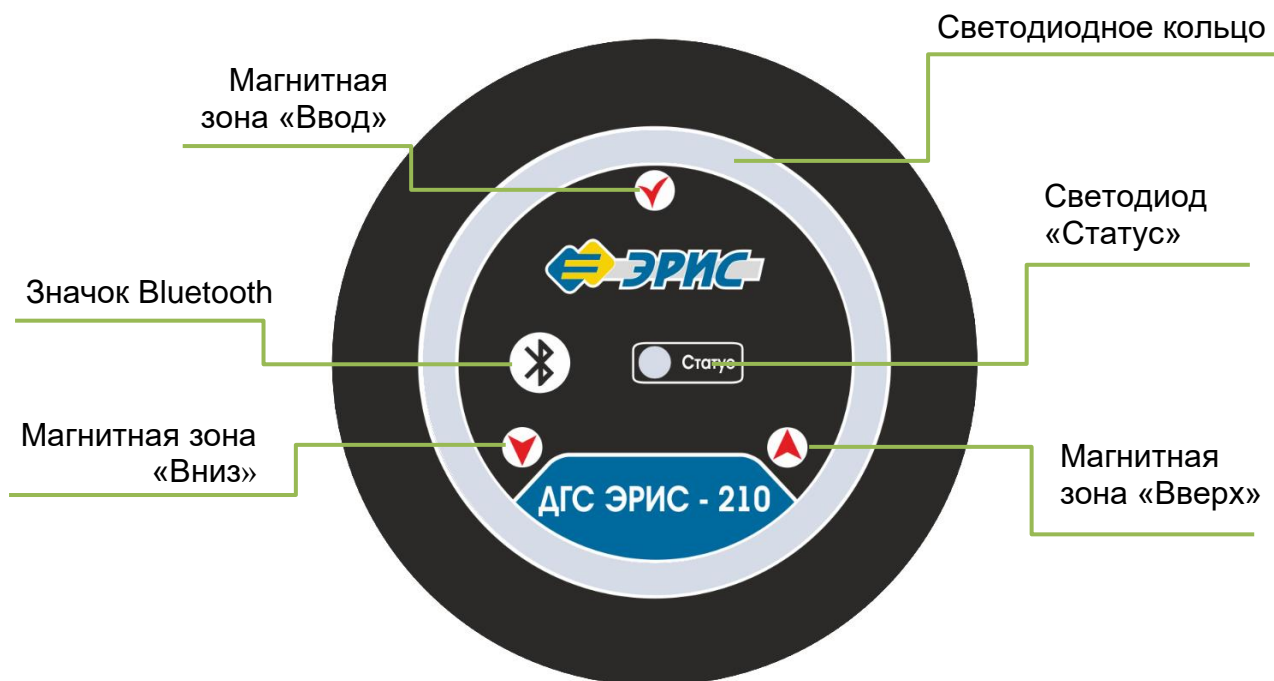 Светодиодное кольцо
Магнитная
зона «Ввод»
Светодиод
«Статус»
ЭРИС
Значок Bluetooth
Статус
Магнитная зона
«Вниз»
Магнитная
зона «Вверх»
ДГС ЭРИС - 210